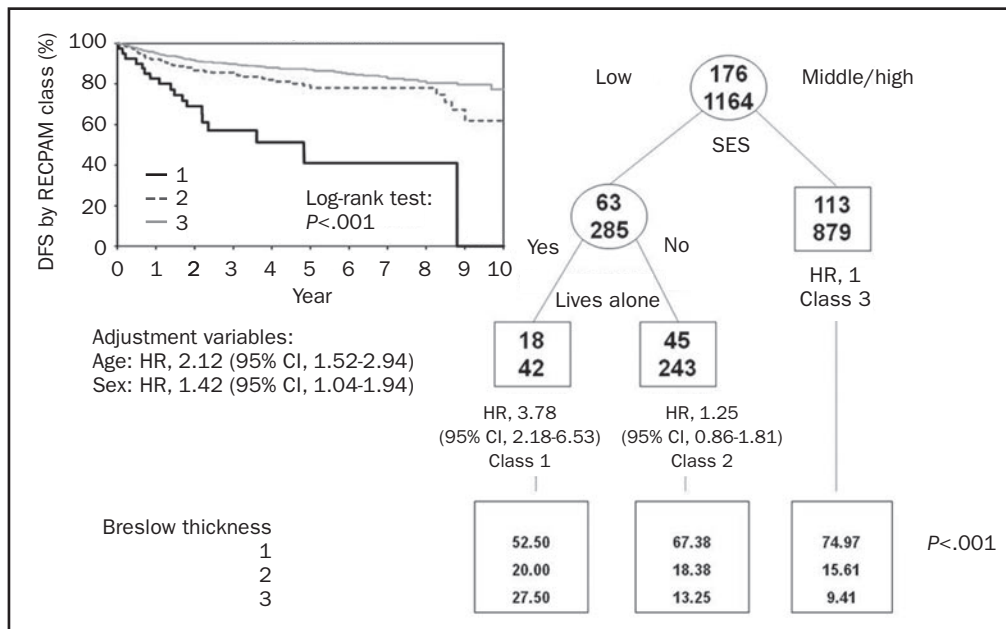 DFS by RECPAM class (%)
100
80
60
40
20
0
1
2
3
Log-rank test:
P<.001
0 1 2 3 4 5 6 7 8 9 10
Year
Low
176
1164
Middle/high
SES
63
285
113
879
Yes
No
HR, 1
Class 3
Lives alone
18
42
45
243
Adjustment variables:
Age: HR, 2.12 (95% CI, 1.52-2.94)
Sex: HR, 1.42 (95% CI, 1.04-1.94)
HR, 3.78
(95% CI, 2.18-6.53)
Class 1
HR, 1.25
(95% CI, 0.86-1.81)
Class 2
Breslow thickness
1
2
3
52.50
20.00
27.50
67.38
18.38
13.25
74.97
15.61
9.41
P<.001